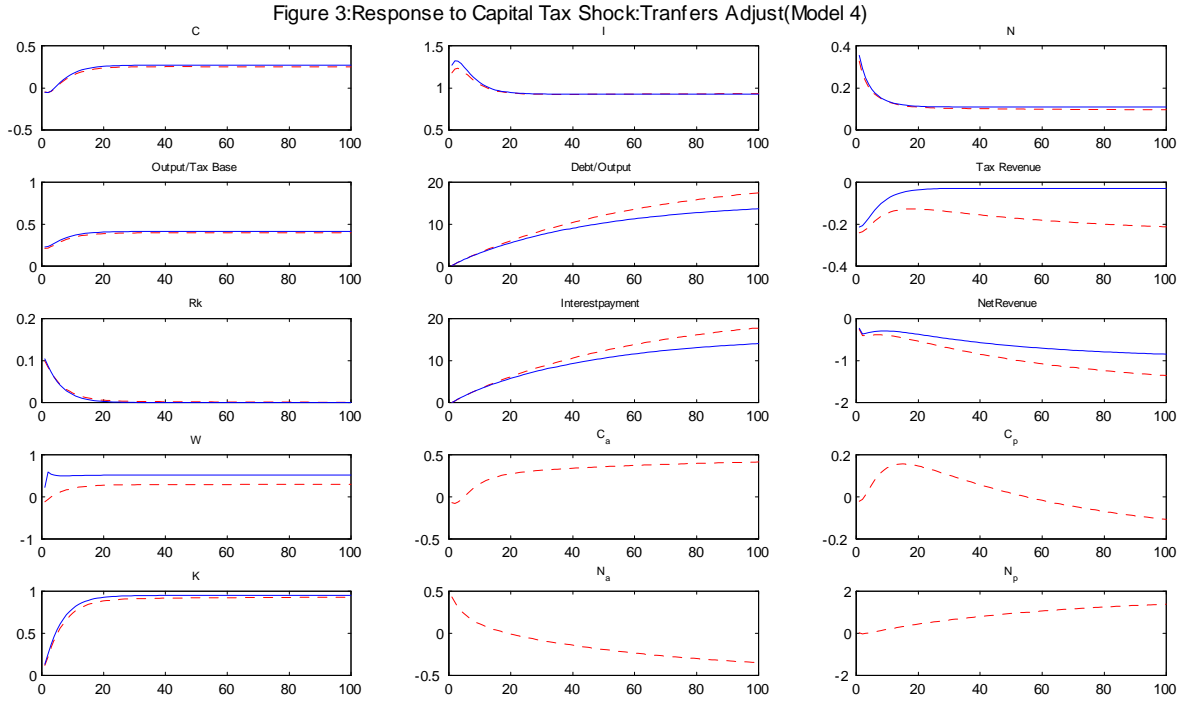 Figure 3:Response to Capital Tax Shock:Tranfers Adjust(Model 4)
C
0.5
0
-0.5
0 20 40 60 80 100
I
1.5
1
0.5
0 20 40 60 80 100
N
0.4
0.2
0
0 20 40 60 80 100
Output/Tax Base
1
0.5
0
0 20 40 60 80 100
Debt/Output
20
10
0
0 20 40 60 80 100
Tax Revenue
0
-0.2
-0.4
0 20 40 60 80 100
Rk
0.2
0.1
0
0 20 40 60 80 100
Interestpayment
20
10
0
0 20 40 60 80 100
NetRevenue
0
-1
-2
0 20 40 60 80 100
W
1
0
-1
0 20 40 60 80 100
C_a
0.5
0
-0.5
0 20 40 60 80 100
C_p
0.2
0
-0.2
0 20 40 60 80 100
K
1
0.5
0
0 20 40 60 80 100
N_a
0.5
0
-0.5
0 20 40 60 80 100
N_p
2
0
-2
0 20 40 60 80 100